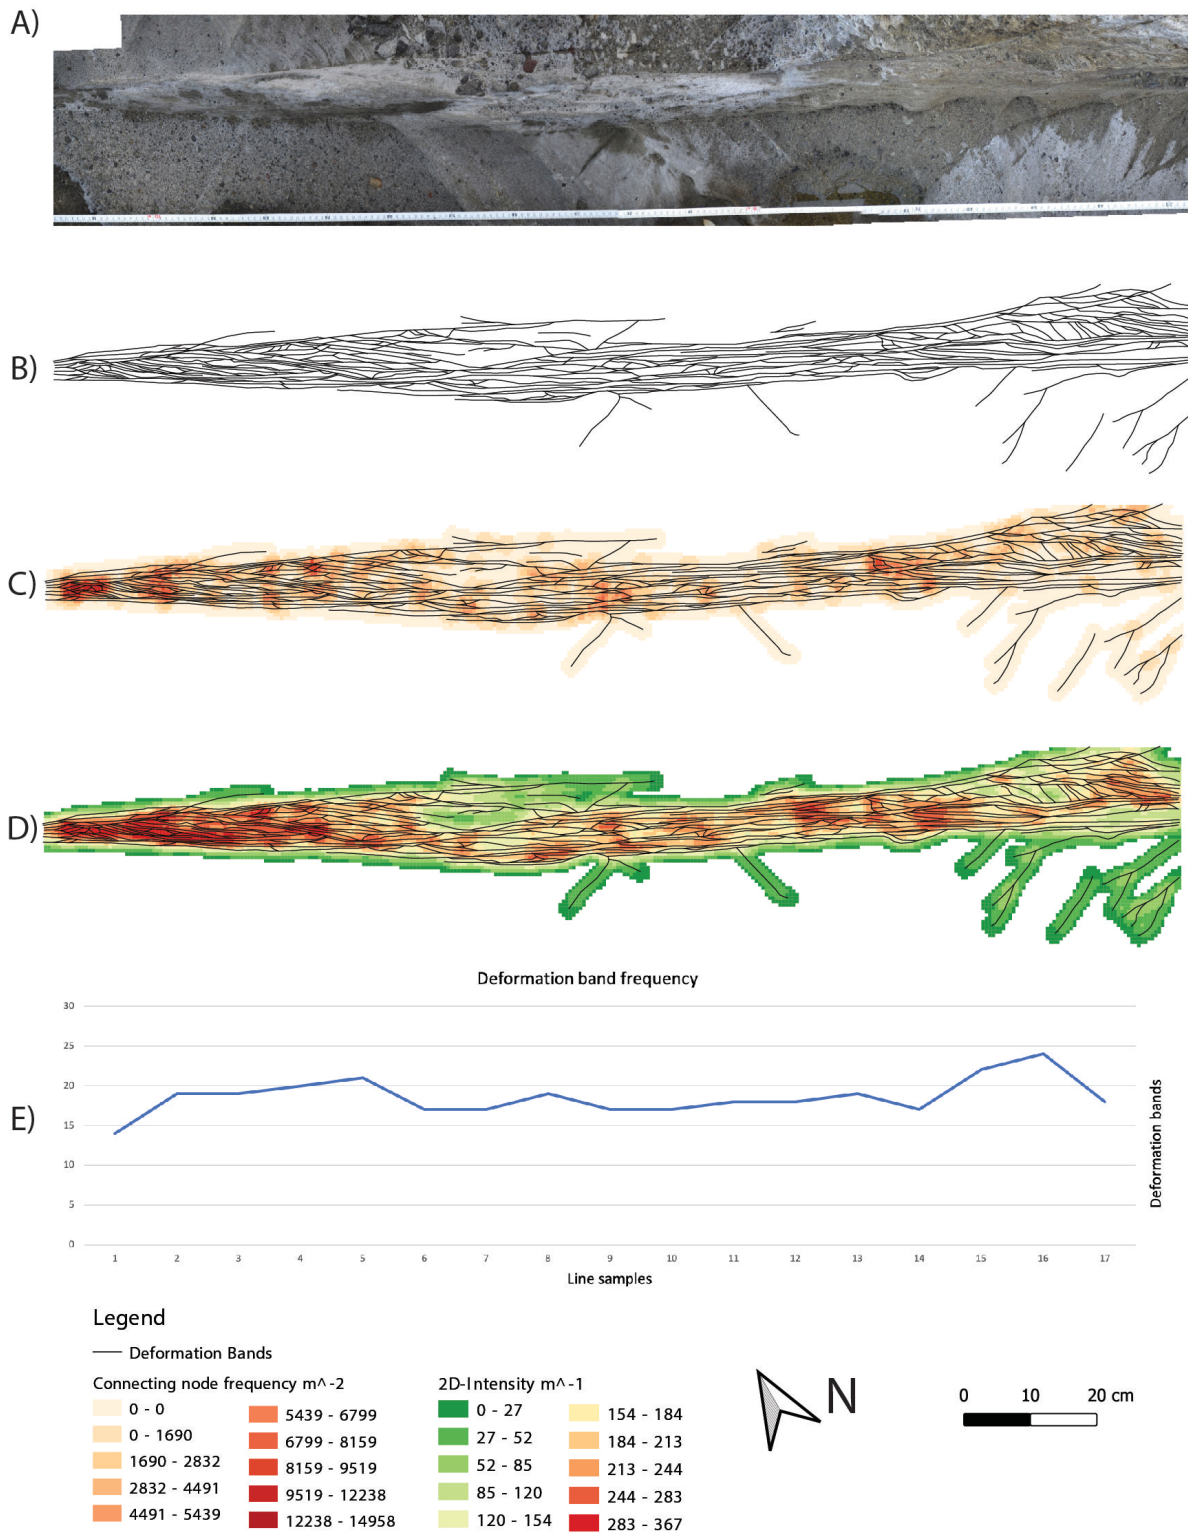 A)
B)
C)
D)
Deformation band frequency
30
25
20
15
10
5
0
E)
Deformation bands
1 2 3 4 5 6 7 8 9 10 11 12 13 14 15 16 17
Line samples
Legend
Deformation Bands
Connecting node frequency m^-2
0 - 0
0 - 1690
1690 - 2832
2832 - 4491
4491 - 5439
5439 - 6799
6799 - 8159
8159 - 9519
9519 - 12238
12238 - 14958
2D-Intensity m^-1
0 - 27
27 - 52
52 - 85
85 - 120
120 - 154
154 - 184
184 - 213
213 - 244
244 - 283
283 - 367
N
0 10 20 cm